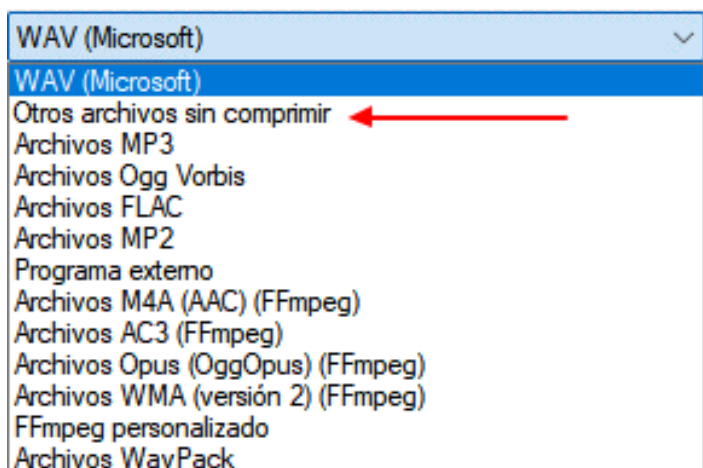 WAV (Microsoft)
WAV (Microsoft)
Otros archivos sin comprimir
Archivos MP3
Archivos Ogg Vorbis
Archivos FLAC
Archivos MP2
Programa externo
Archivos M4A (AAC) (FFmpeg)
Archivos AC3 (FFmpeg)
Archivos Opus (OggOpus) (FFmpeg)
Archivos WMA (versión 2) (FFmpeg)
FFmpeg personalizado
Archivos WavPack